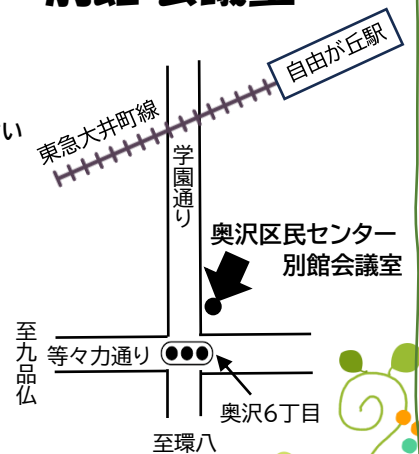 自由が丘駅
い
東急大井町線
学園通り
奥沢区民センター
別館会議室
至九品仏
等々力通り
奥沢6丁目
至環八